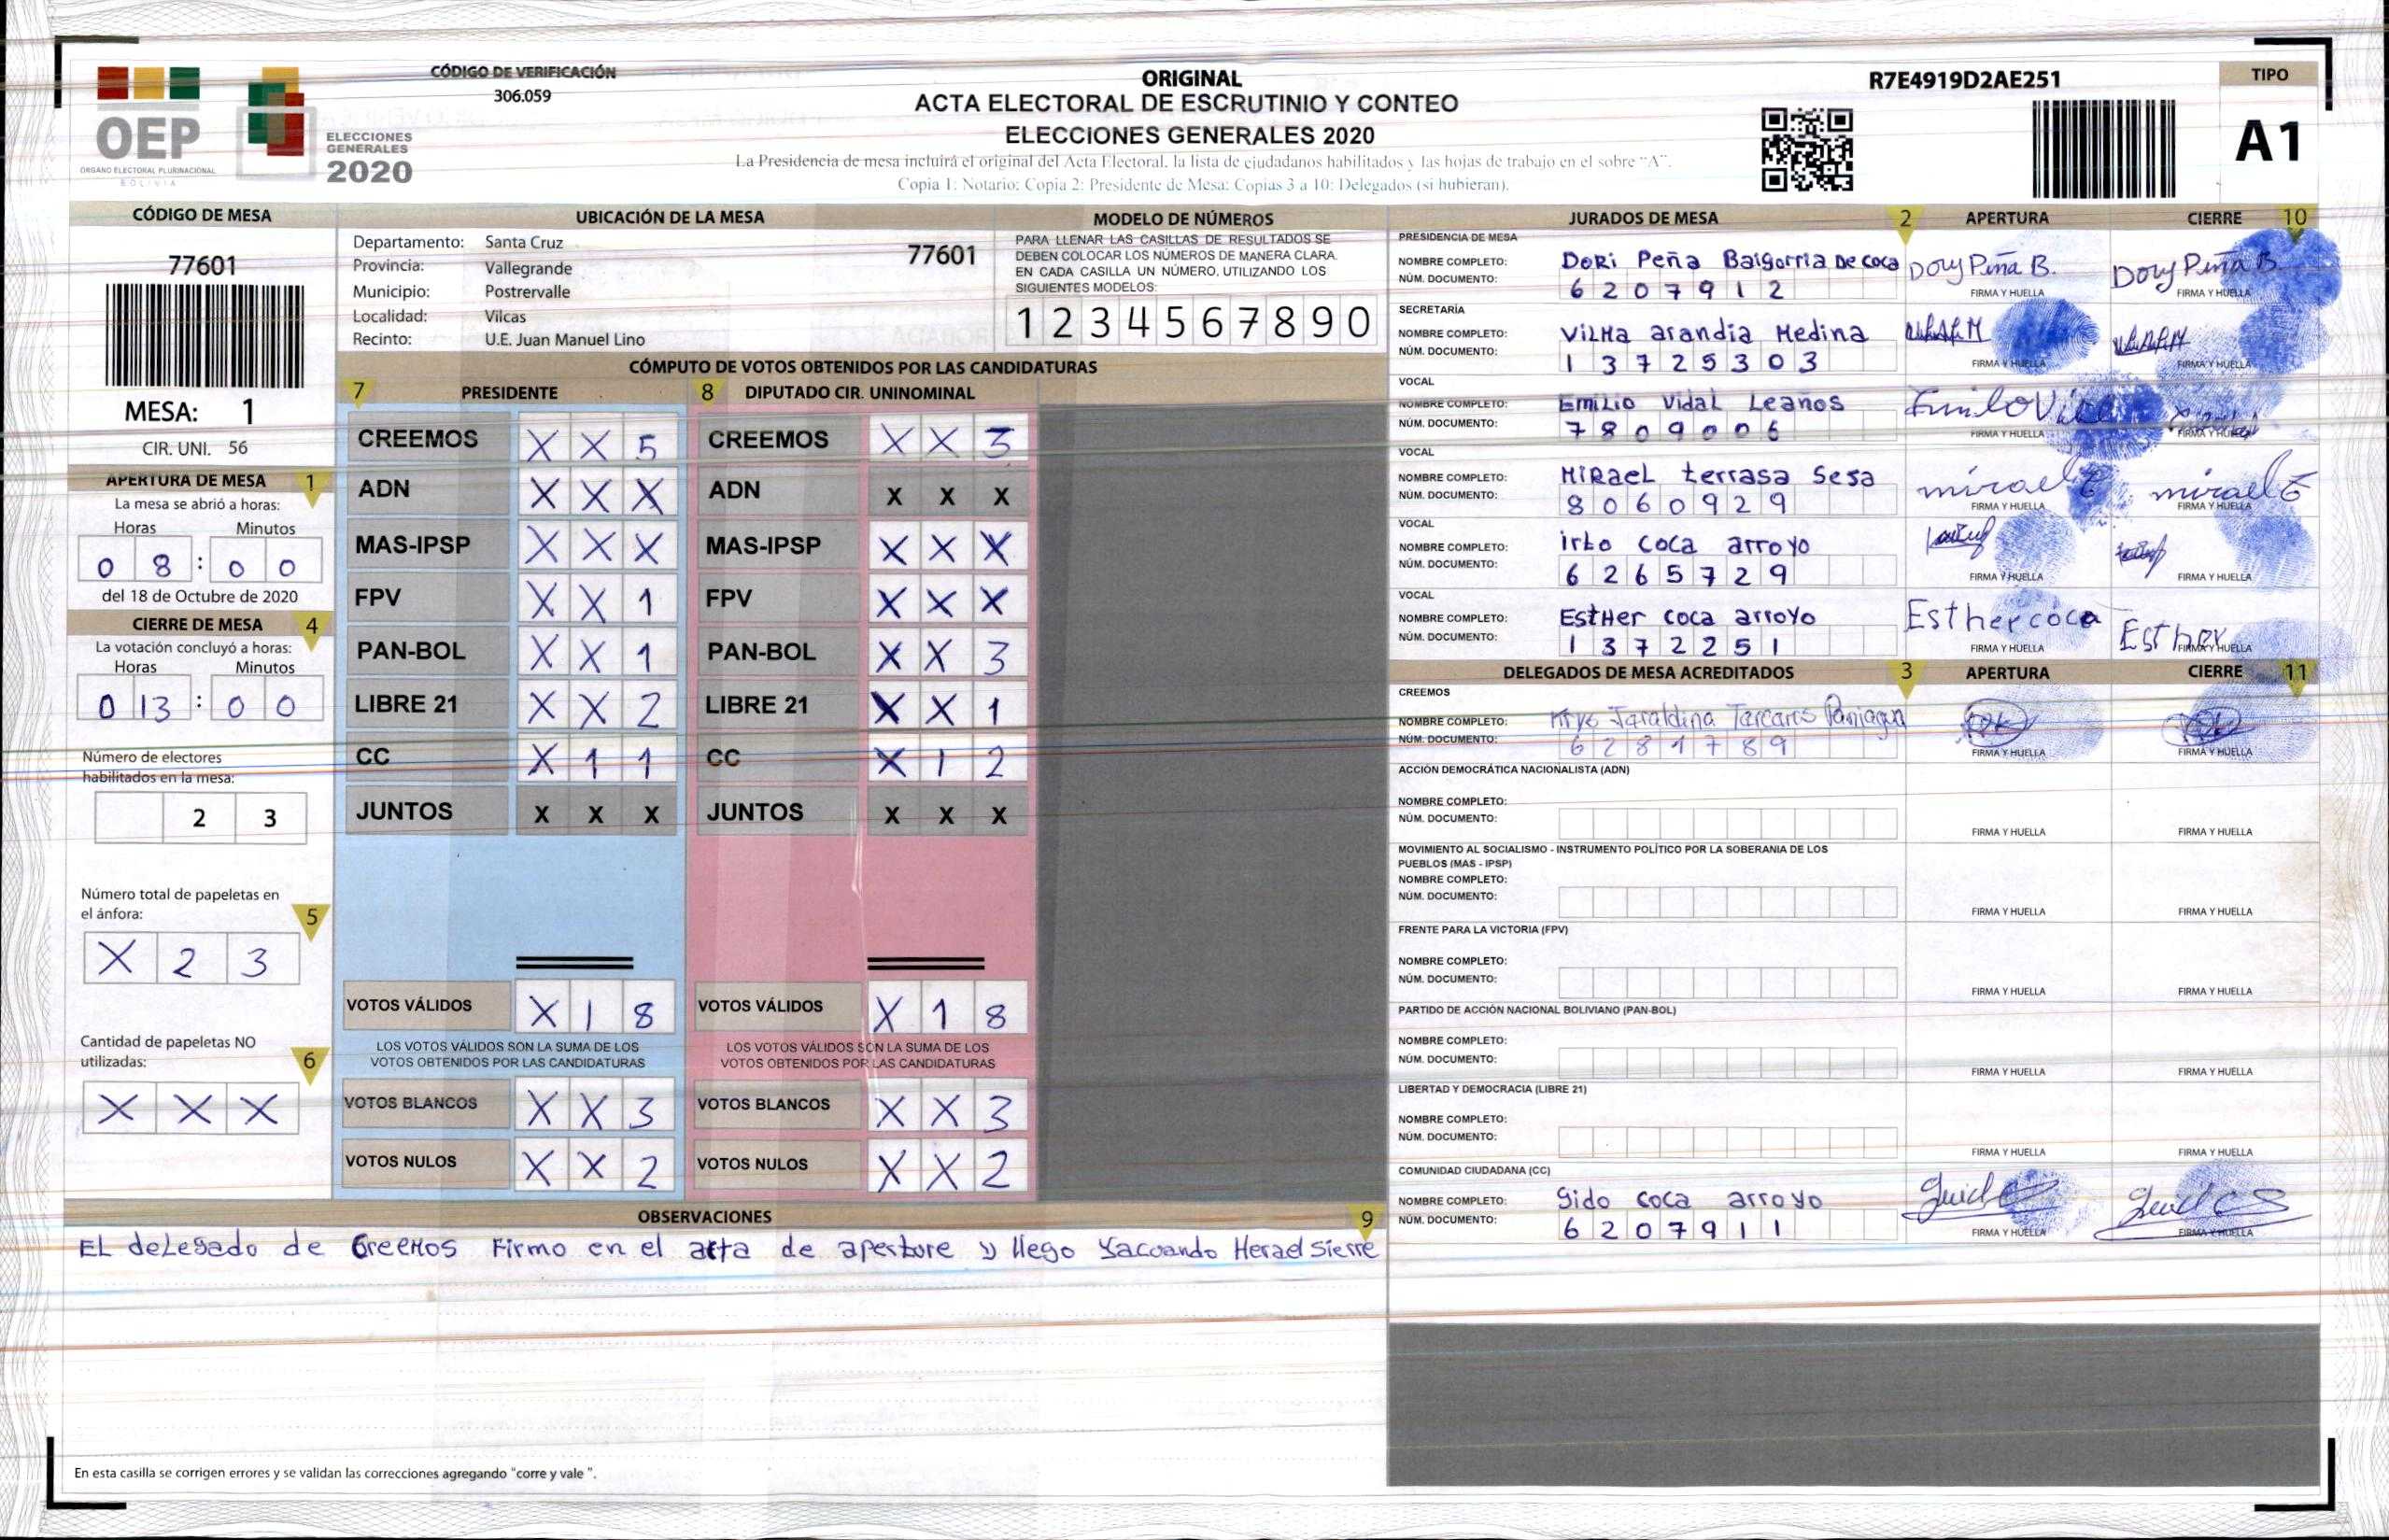 CÓDIGO DE VERIFICACIÓN
306.059
ORIGINAL
ACTA ELECTORAL DE ESCRUTINIO Y CONTEO
ELECCIONES GENERALES 2020
La Presidencia de mesa incluirá el original del Acta Electoral, la lista de ciudadanos habilitados y las hojas de trabajo en el sobre "A".
Copia 1: Notario; Copia 2: Presidente de Mesa; Copias 3 a 10: Delegados (si hubieran).
R7E4919D2AE251
TIPO
A1
OEP
ÓRGANO ELECTORAL PLURINACIONAL
BOLIVIA
ELECCIONES
GENERALES
2020
CÓDIGO DE MESA
77601
MESA: 1
CIR. UNI. 56
APERTURA DE MESA 1
La mesa se abrió a horas:
Horas Minutos
0 8 : 0 0
del 18 de Octubre de 2020
CIERRE DE MESA 4
La votación concluyó a horas:
Horas Minutos
0 13 : 0 0
Número de electores
habilitados en la mesa:
2 3
Número total de papeletas en
el ánfora: 5
X 2 3
Cantidad de papeletas NO
utilizadas: 6
X X X
UBICACIÓN DE LA MESA
Departamento: Santa Cruz
77601
Provincia: Vallegrande
Municipio: Postrervalle
Localidad: Vilcas
Recinto: U.E. Juan Manuel Lino
MODELO DE NÚMEROS
PARA LLENAR LAS CASILLAS DE RESULTADOS SE
DEBEN COLOCAR LOS NÚMEROS DE MANERA CLARA.
EN CADA CASILLA UN NÚMERO, UTILIZANDO LOS
SIGUIENTES MODELOS:
1 2 3 4 5 6 7 8 9 0
CÓMPUTO DE VOTOS OBTENIDOS POR LAS CANDIDATURAS
7 PRESIDENTE 8 DIPUTADO CIR. UNINOMINAL
CREEMOS X X 5 CREEMOS X X 3
ADN X X X ADN X X X
MAS-IPSP X X X MAS-IPSP X X X
FPV X X 1 FPV X X X
PAN-BOL X X 1 PAN-BOL X X 3
LIBRE 21 X X 2 LIBRE 21 X X 1
CC X 1 1 CC X 1 2
JUNTOS X X X JUNTOS X X X
VOTOS VÁLIDOS X 1 8 VOTOS VÁLIDOS X 1 8
LOS VOTOS VÁLIDOS SON LA SUMA DE LOS LOS VOTOS VÁLIDOS SON LA SUMA DE LOS
VOTOS OBTENIDOS POR LAS CANDIDATURAS VOTOS OBTENIDOS POR LAS CANDIDATURAS
VOTOS BLANCOS X X 3 VOTOS BLANCOS X X 3
VOTOS NULOS X X 2 VOTOS NULOS X X 2
OBSERVACIONES 9
EL deLegado de CreeMos Firmo en el acta de aperture y llego Herael Sierre
En esta casilla se corrigen errores y se validan las correcciones agregando "corre y vale ".
JURADOS DE MESA 2 APERTURA CIERRE 10
PRESIDENCIA DE MESA
NOMBRE COMPLETO: Dori Peña Baigorria De Coca Dory Peña B. Dory Peña B.
NÚM. DOCUMENTO: 6 2 0 7 9 1 2 FIRMA Y HUELLA FIRMA Y HUELLA
SECRETARÍA
NOMBRE COMPLETO: ViLMa arandia Medina
NÚM. DOCUMENTO: 1 3 7 2 5 3 0 3 FIRMA Y HUELLA FIRMA Y HUELLA
VOCAL
NOMBRE COMPLETO: EmiLio Vidal Leaños
NÚM. DOCUMENTO: 7 8 0 9 0 0 6 FIRMA Y HUELLA FIRMA Y HUELLA
VOCAL
NOMBRE COMPLETO: MiRaeL terrasa Sesa mirael mirael
NÚM. DOCUMENTO: 8 0 6 0 9 2 9 FIRMA Y HUELLA FIRMA Y HUELLA
VOCAL
NOMBRE COMPLETO: coca arroyo
NÚM. DOCUMENTO: 6 2 6 5 7 2 9 FIRMA Y HUELLA FIRMA Y HUELLA
VOCAL
NOMBRE COMPLETO: EstHer coca arroyo Esther coca Esther
NÚM. DOCUMENTO: 1 3 7 2 2 5 1 FIRMA Y HUELLA FIRMA Y HUELLA
DELEGADOS DE MESA ACREDITADOS 3 APERTURA CIERRE 11
CREEMOS
NOMBRE COMPLETO: Paniagua
NÚM. DOCUMENTO: 6 2 8 1 7 8 9 FIRMA Y HUELLA FIRMA Y HUELLA
ACCIÓN DEMOCRÁTICA NACIONALISTA (ADN)
NOMBRE COMPLETO:
NÚM. DOCUMENTO: FIRMA Y HUELLA FIRMA Y HUELLA
MOVIMIENTO AL SOCIALISMO - INSTRUMENTO POLÍTICO POR LA SOBERANIA DE LOS
PUEBLOS (MAS - IPSP)
NOMBRE COMPLETO:
NÚM. DOCUMENTO: FIRMA Y HUELLA FIRMA Y HUELLA
FRENTE PARA LA VICTORIA (FPV)
NOMBRE COMPLETO:
NÚM. DOCUMENTO: FIRMA Y HUELLA FIRMA Y HUELLA
PARTIDO DE ACCIÓN NACIONAL BOLIVIANO (PAN-BOL)
NOMBRE COMPLETO:
NÚM. DOCUMENTO: FIRMA Y HUELLA FIRMA Y HUELLA
LIBERTAD Y DEMOCRACIA (LIBRE 21)
NOMBRE COMPLETO:
NÚM. DOCUMENTO: FIRMA Y HUELLA FIRMA Y HUELLA
COMUNIDAD CIUDADANA (CC)
NOMBRE COMPLETO: Gido coca arroyo
NÚM. DOCUMENTO: 6 2 0 7 9 1 1 FIRMA Y HUELLA FIRMA Y HUELLA